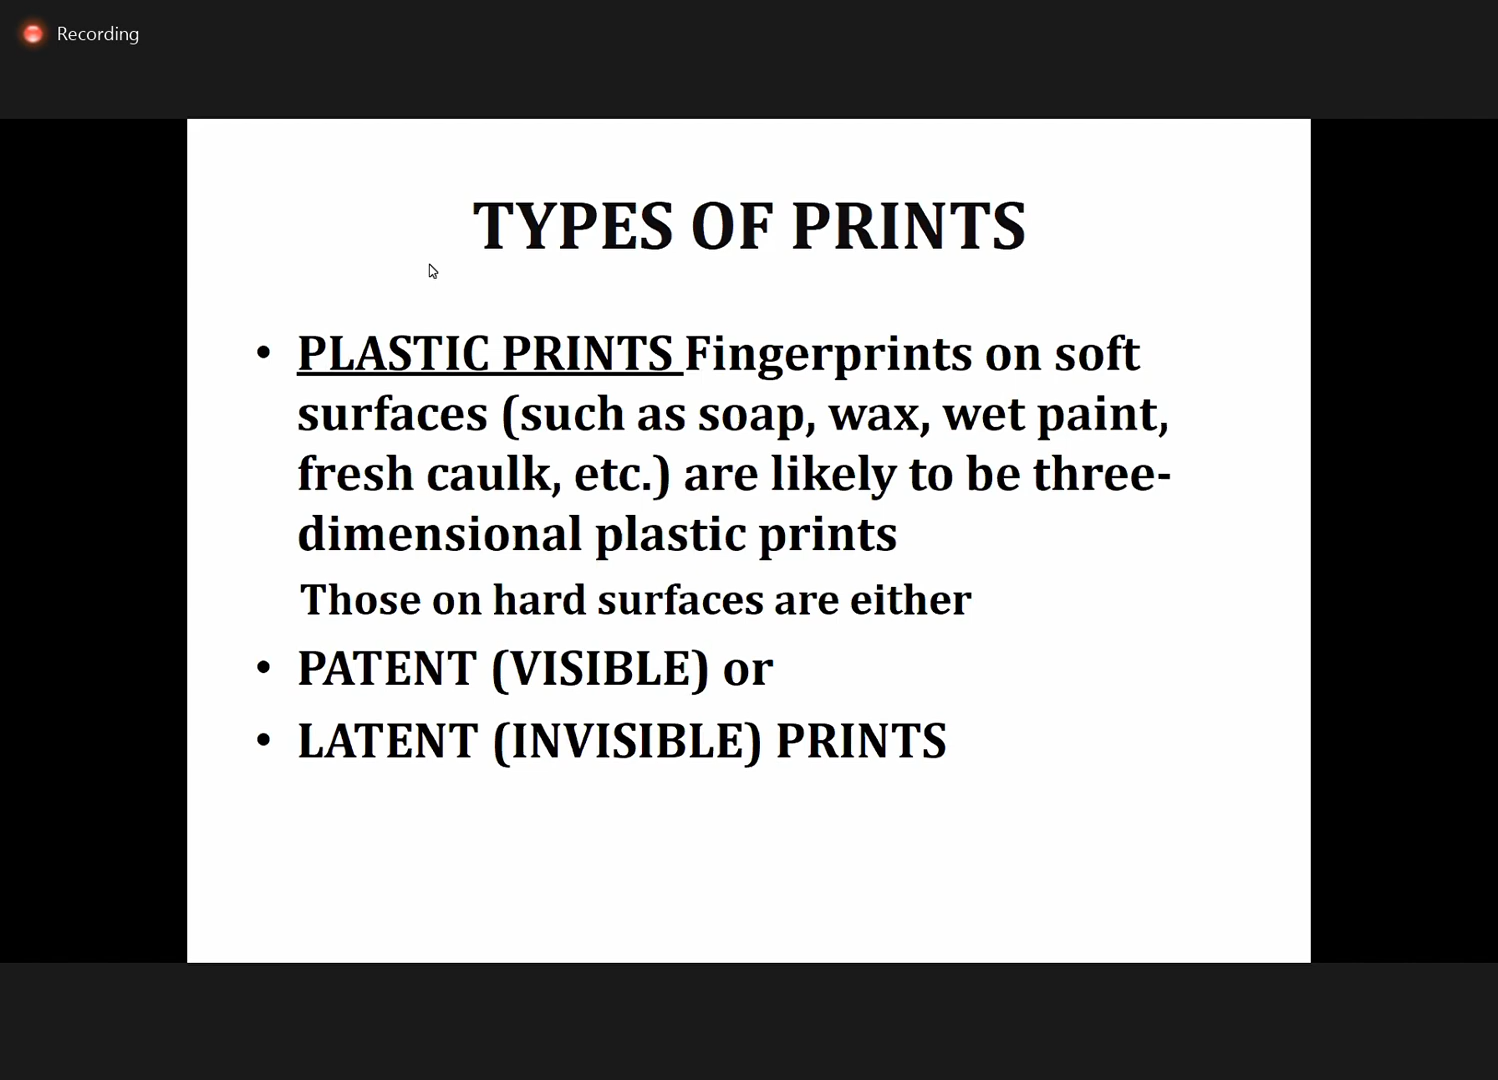 Recording
TYPES OF PRINTS
• PLASTIC PRINTS Fingerprints on soft
surfaces (such as soap, wax, wet paint,
fresh caulk, etc.) are likely to be three-
dimensional plastic prints
Those on hard surfaces are either
• PATENT (VISIBLE) or
• LATENT (INVISIBLE) PRINTS